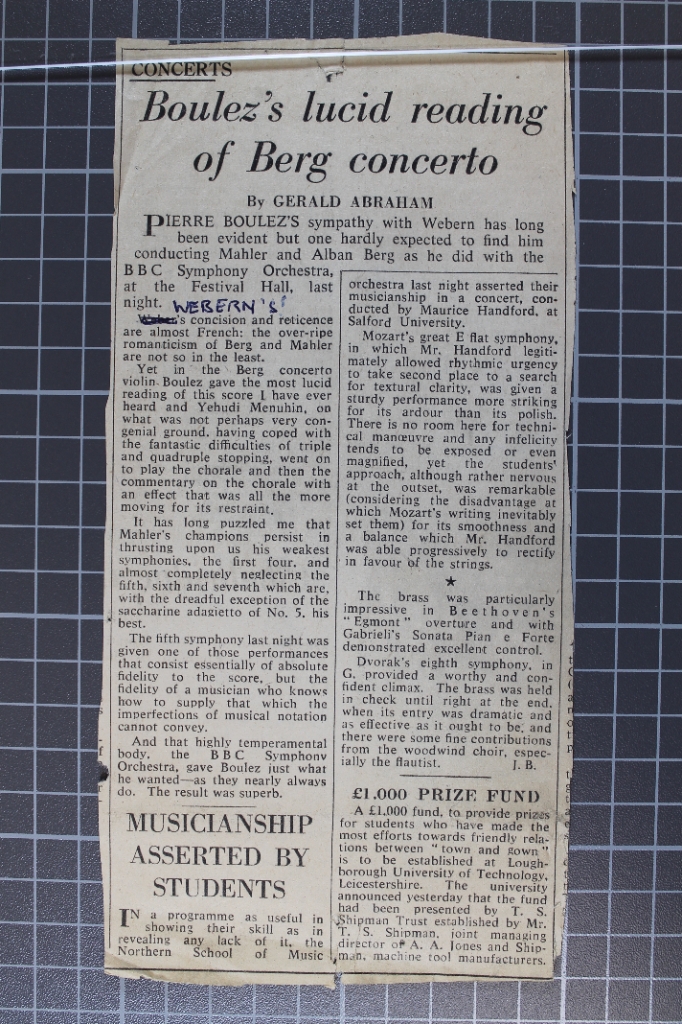 CONCERTS
Boulez's lucid reading
of Berg concerto
By GERALD ABRAHAM
PIERRE BOULEZ'S sympathy with Webern has long
been evident but one hardly expected to find him
conducting Mahler and Alban Berg as he did with the
BBC Symphony Orchestra,
at the Festival Hall, last
night.
WEBERN'S
's concision and reticence
are almost French: the over-ripe
romanticism of Berg and Mahler
are not so in the least.
Yet in the Berg concerto
violin Boulez gave the most lucid
reading of this score I have ever
heard and Yehudi Menuhin, on
what was not perhaps very con-
genial ground, having coped with
the fantastic difficulties of triple
and quadruple stopping, went on
to play the chorale and then the
commentary on the chorale with
an effect that was all the more
moving for its restraint.
It has long puzzled me that
Mahler's champions persist in
thrusting upon us his weakest
symphonies, the first four, and
almost completely neglecting the
fifth, sixth and seventh which are,
with the dreadful exception of the
saccharine adagietto of No. 5, his
best.
The fifth symphony last night was
given one of those performances
that consist essentially of absolute
fidelity to the score, but the
fidelity of a musician who knows
how to supply that which the
imperfections of musical notation
cannot convey.
And that highly temperamental
body, the BBC Symphony
Orchestra, gave Boulez just what
he wanted—as they nearly always
do. The result was superb.
MUSICIANSHIP
ASSERTED BY
STUDENTS
IN a programme as useful in
showing their skill as in
revealing any lack of it, the
Northern School of Music
orchestra last night asserted their
musicianship in a concert, con-
ducted by Maurice Handford, at
Salford University.
Mozart's great E flat symphony,
in which Mr. Handford legiti-
mately allowed rhythmic urgency
to take second place to a search
for textural clarity, was given a
sturdy performance more striking
for its ardour than its polish.
There is no room here for techni-
cal manœuvre and any infelicity
tends to be exposed or even
magnified, yet the students'
approach, although rather nervous
at the outset, was remarkable
(considering the disadvantage at
which Mozart's writing inevitably
set them) for its smoothness and
a balance which Mr. Handford
was able progressively to rectify
in favour of the strings.
★
The brass was particularly
impressive in Beethoven's
"Egmont" overture and with
Gabrieli's Sonata Pian e Forte
demonstrated excellent control.
Dvorak's eighth symphony, in
G, provided a worthy and con-
fident climax. The brass was held
in check until right at the end,
when its entry was dramatic and
as effective as it ought to be, and
there were some fine contributions
from the woodwind choir, espec-
ially the flautist. J. B.
£1,000 PRIZE FUND
A £1,000 fund, to provide prizes
for students who have made the
most efforts towards friendly rela-
tions between "town and gown"
is to be established at Lough-
borough University of Technology,
Leicestershire. The university
announced yesterday that the fund
had been presented by T. S.
Shipman Trust established by Mr.
T. S. Shipman, joint managing
director of A. A. Jones and Ship-
man, machine tool manufacturers.